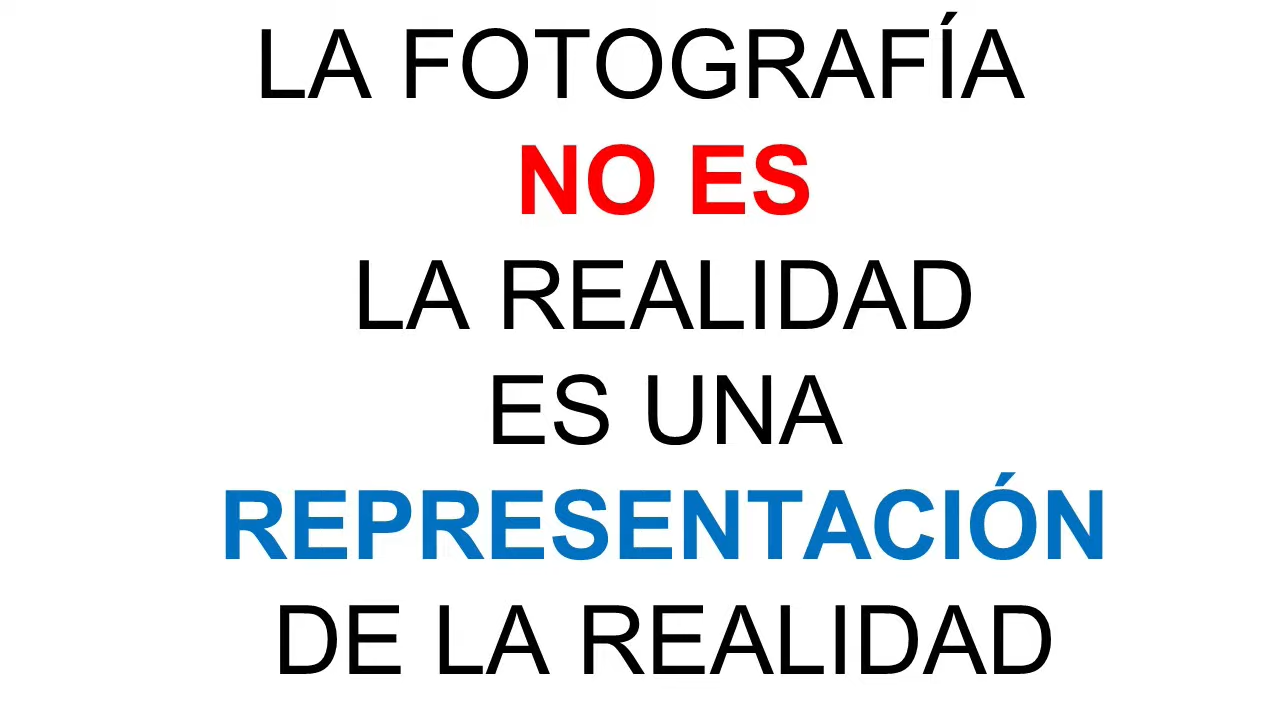 LA FOTOGRAFÍA
NO ES
LA REALIDAD
ES UNA
REPRESENTACIÓN
DE LA REALIDAD